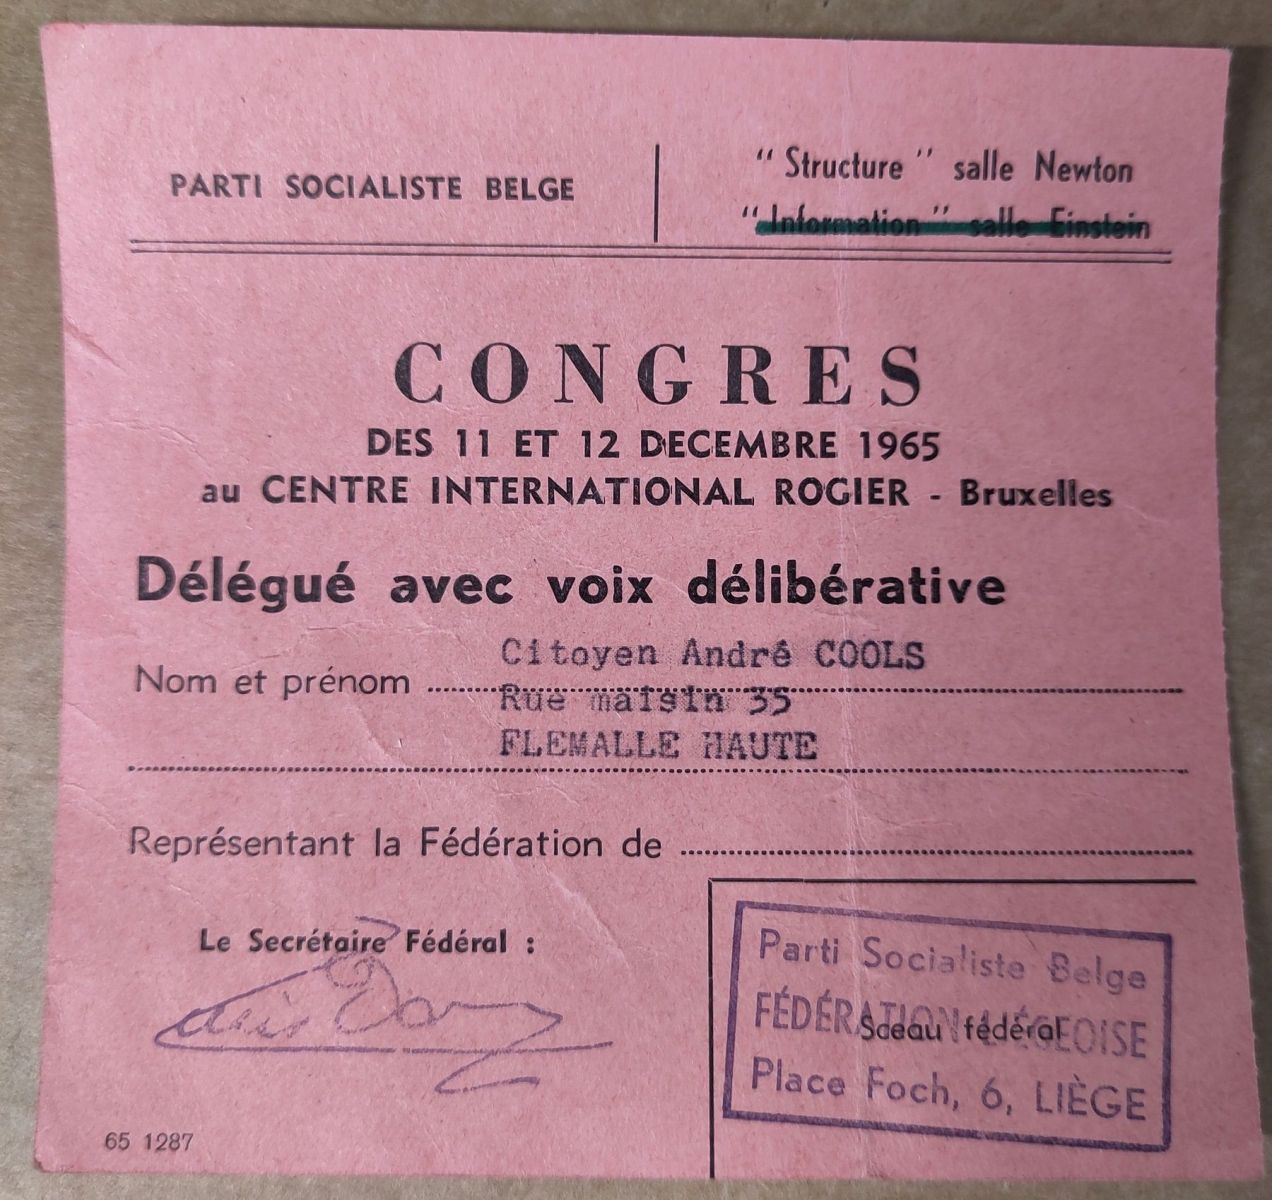 PARTI SOCIALISTE BELGE
" Structure " salle Newton
" Information " salle Einstein
CONGRES
DES 11 ET 12 DECEMBRE 1965
au CENTRE INTERNATIONAL ROGIER - Bruxelles
Délégué avec voix délibérative
Citoyen André COOLS
Nom et prénom
Rue maisin 35
FLEMALLE HAUTE
Représentant la Fédération de
Le Secrétaire Fédéral :
Parti Socialiste Belge
FÉDÉRATION LIÉGEOISE
Sceau fédéral
Place Foch, 6, LIÈGE
65 1287